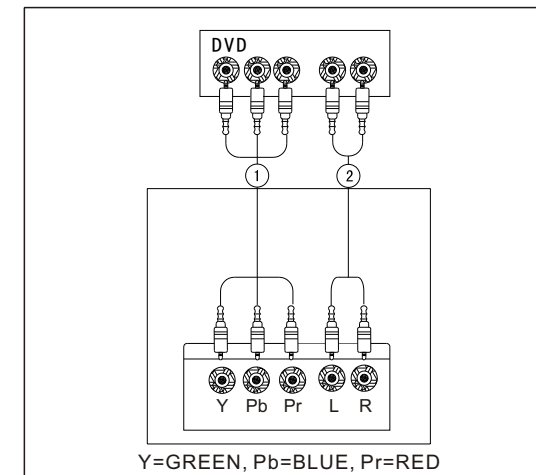 DVD
1 2
Y Pb Pr L R
Y=GREEN, Pb=BLUE, Pr=RED